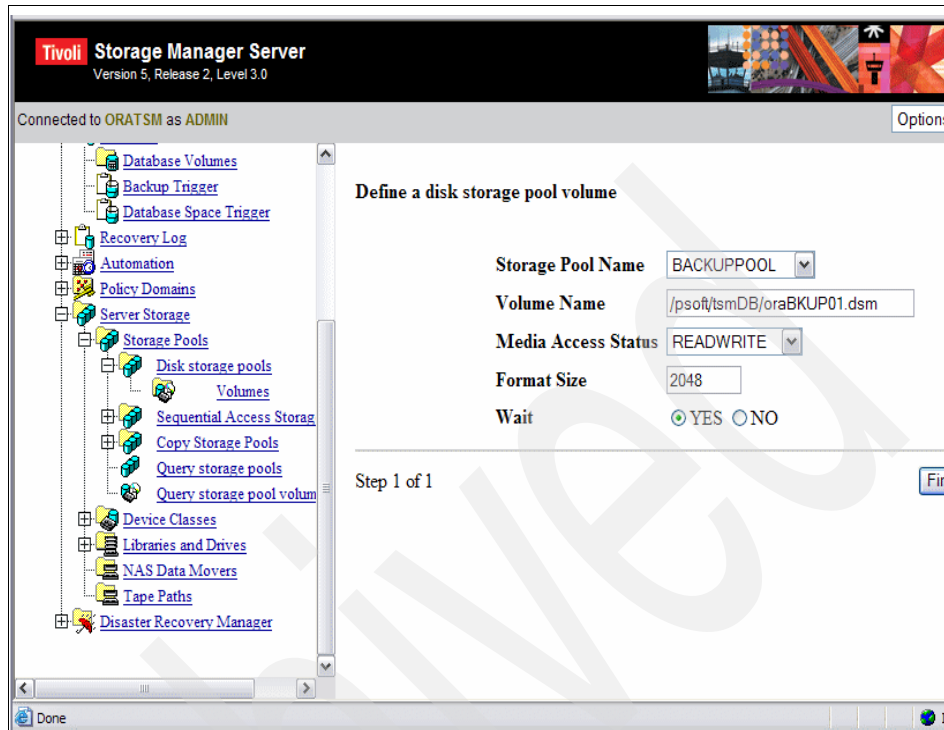 Tivoli Storage Manager Server
Version 5, Release 2, Level 3.0
Connected to ORATSM as ADMIN
Options
Database Volumes
Backup Trigger
Database Space Trigger
Recovery Log
Automation
Policy Domains
Server Storage
Storage Pools
Disk storage pools
Volumes
Sequential Access Storag
Copy Storage Pools
Query storage pools
Query storage pool volum
Device Classes
Libraries and Drives
NAS Data Movers
Tape Paths
Disaster Recovery Manager
Define a disk storage pool volume
Storage Pool Name BACKUPPOOL
Volume Name /psoft/tsmDB/oraBKUP01.dsm
Media Access Status READWRITE
Format Size 2048
Wait YES NO
Step 1 of 1
Fin
Done